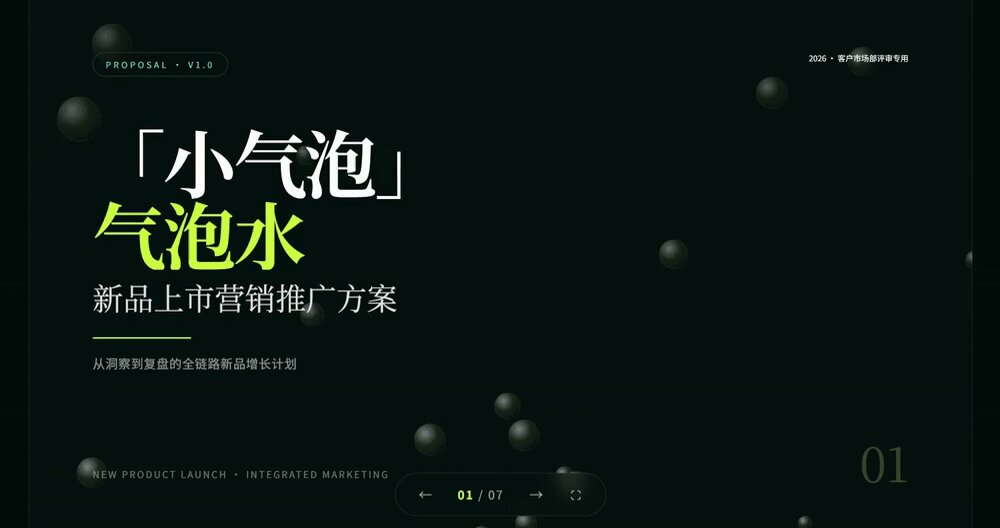 PROPOSAL • V1.0
2026 • 客户市场部评审专用
「小气泡」
气泡水
新品上市营销推广方案
从洞察到复盘的全链路新品增长计划
NEW PRODUCT LAUNCH • INTEGRATED MARKETING
01
← 01 / 07 →